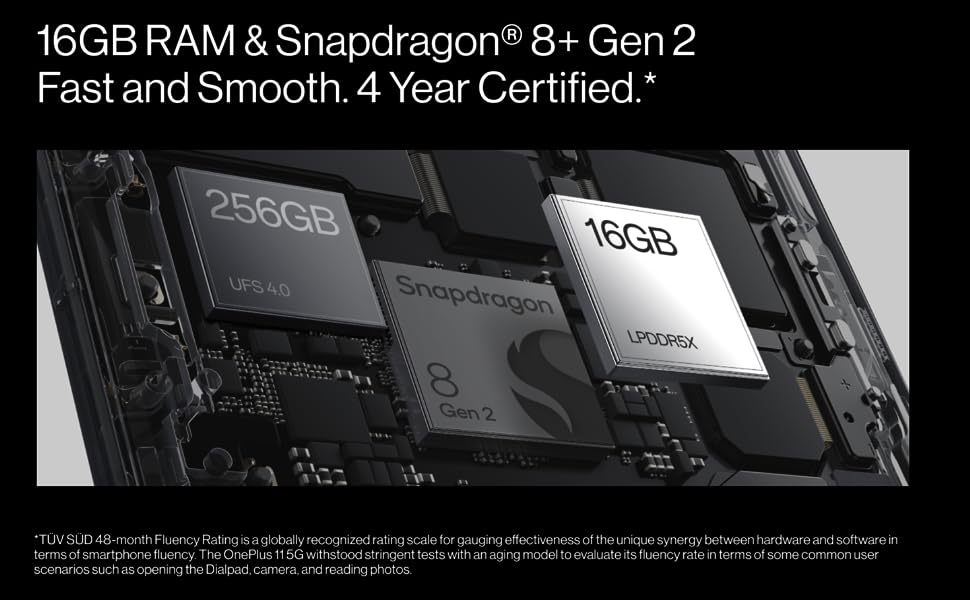 16GB RAM & Snapdragon® 8+ Gen 2
Fast and Smooth. 4 Year Certified.*
256GB
UFS 4.0
Snapdragon
8
Gen 2
16GB
LPDDR5X
*TÜV SÜD 48-month Fluency Rating is a globally recognized rating scale for gauging effectiveness of the unique synergy between hardware and software in
terms of smartphone fluency. The OnePlus 11 5G withstood stringent tests with an aging model to evaluate its fluency rate in terms of some common user
scenarios such as opening the Dialpad, camera, and reading photos.